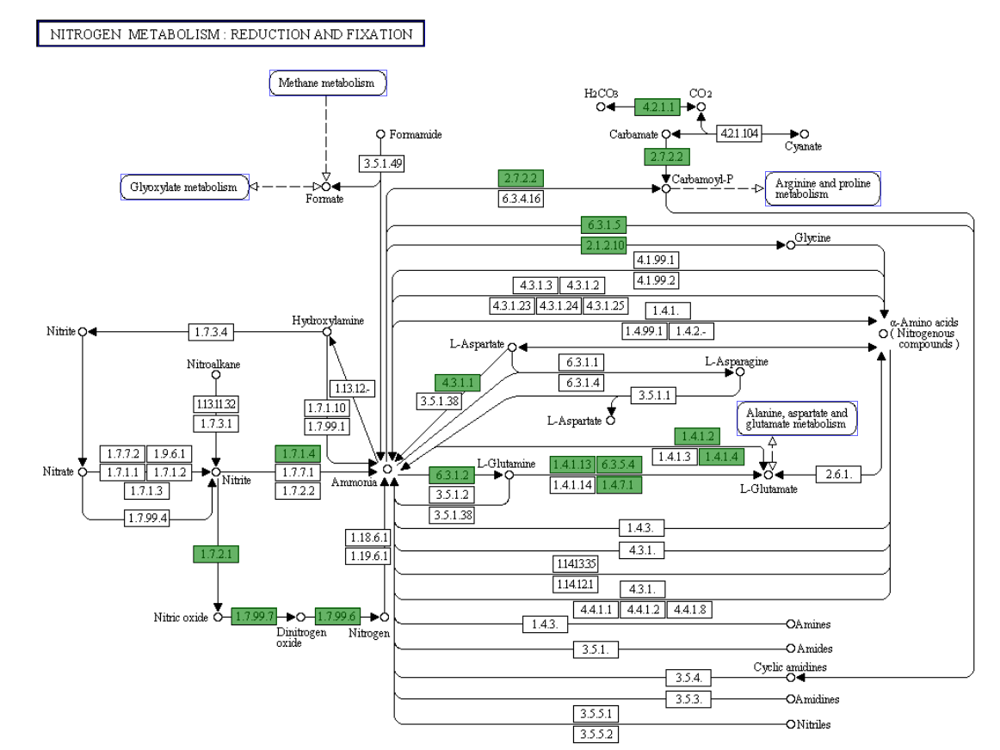 NITROGEN METABOLISM : REDUCTION AND FIXATION
Methane metabolism
H2CO3
CO2
4.2.1.1
Formamide
Carbamate
4.2.1.104
Cyanate
3.5.1.49
2.7.2.2
Glyoxylate metabolism
Formate
2.7.2.2
6.3.4.16
Carbamoyl-P
Arginine and proline
metabolism
6.3.1.5
2.1.2.10
Glycine
4.1.99.1
4.1.99.2
4.3.1.3
4.3.1.2
4.3.1.23
4.3.1.24
4.3.1.25
1.4.1.
1.4.99.1
1.4.2.-
α-Amino acids
( Nitrogenous
compounds )
Nitrite
1.7.3.4
Hydroxylamine
L-Aspartate
6.3.1.1
6.3.1.4
L-Asparagine
Nitroalkane
1.13.12.-
4.3.1.1
3.5.1.38
3.5.1.1
1.13.11.32
1.7.3.1
1.7.1.10
1.7.99.1
L-Aspartate
Alanine, aspartate and
glutamate metabolism
1.7.7.2
1.9.6.1
1.7.1.4
1.4.1.2
1.4.1.3
1.4.1.4
Nitrate
1.7.1.1
1.7.1.2
Nitrite
1.7.7.1
Ammonia
6.3.1.2
L-Glutamine
1.4.1.13
6.3.5.4
2.6.1.
1.7.1.3
1.7.2.2
3.5.1.2
1.4.1.14
1.4.7.1
L-Glutamate
1.7.99.4
3.5.1.38
1.4.3.
1.18.6.1
1.19.6.1
1.7.2.1
4.3.1.
1.14.13.35
1.14.12.1
4.3.1.
4.4.1.1
4.4.1.2
4.4.1.8
Nitric oxide
1.7.99.7
Dinitrogen
oxide
1.7.99.6
Nitrogen
1.4.3.
Amines
3.5.1.
Amides
Cyclic amidines
3.5.4.
3.5.3.
Amidines
3.5.5.1
3.5.5.2
Nitriles